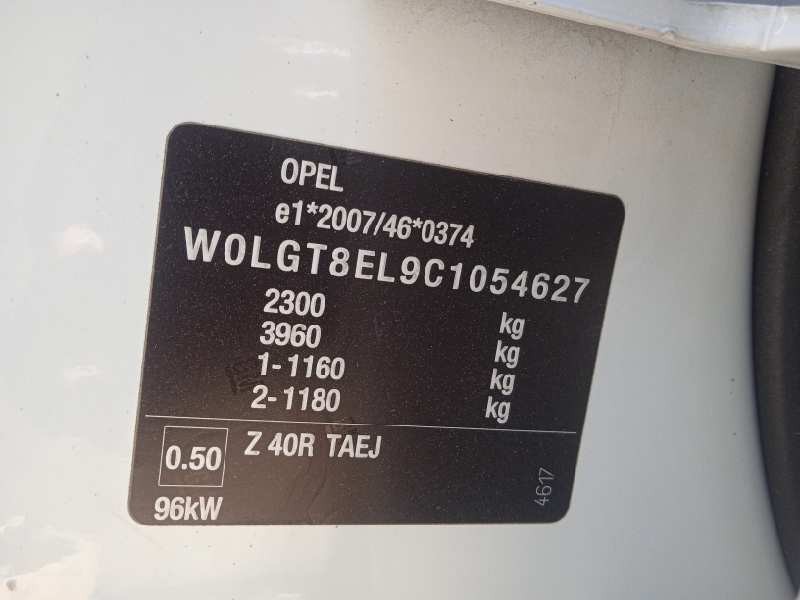 OPEL
e1*2007/46*0374
W0LGT8EL9C1054627
2300 kg
3960 kg
1-1160 kg
2-1180 kg
0.50 Z 40R TAEJ
96kW
4617